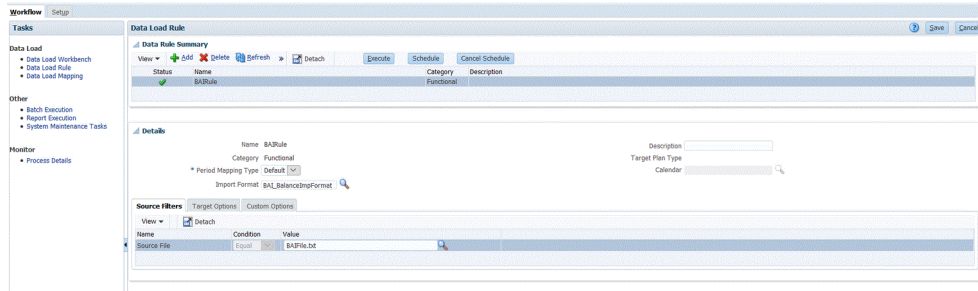 Workflow Setup
Tasks
Data Load
Data Load Workbench
Data Load Rule
Data Load Mapping
Other
Batch Execution
Report Execution
System Maintenance Tasks
Monitor
Process Details
Data Load Rule ? Save Cancel
Data Rule Summary
View Add Delete Refresh » Detach Execute Schedule Cancel Schedule
Status Name Category Description
BAIRule Functional
Details
Name BAIRule Description
Category Functional Target Plan Type
* Period Mapping Type Default Calendar
Import Format BAI_BalanceImpFormat
Source Filters Target Options Custom Options
View Detach
Name Condition Value
Source File Equal BAIFile.txt